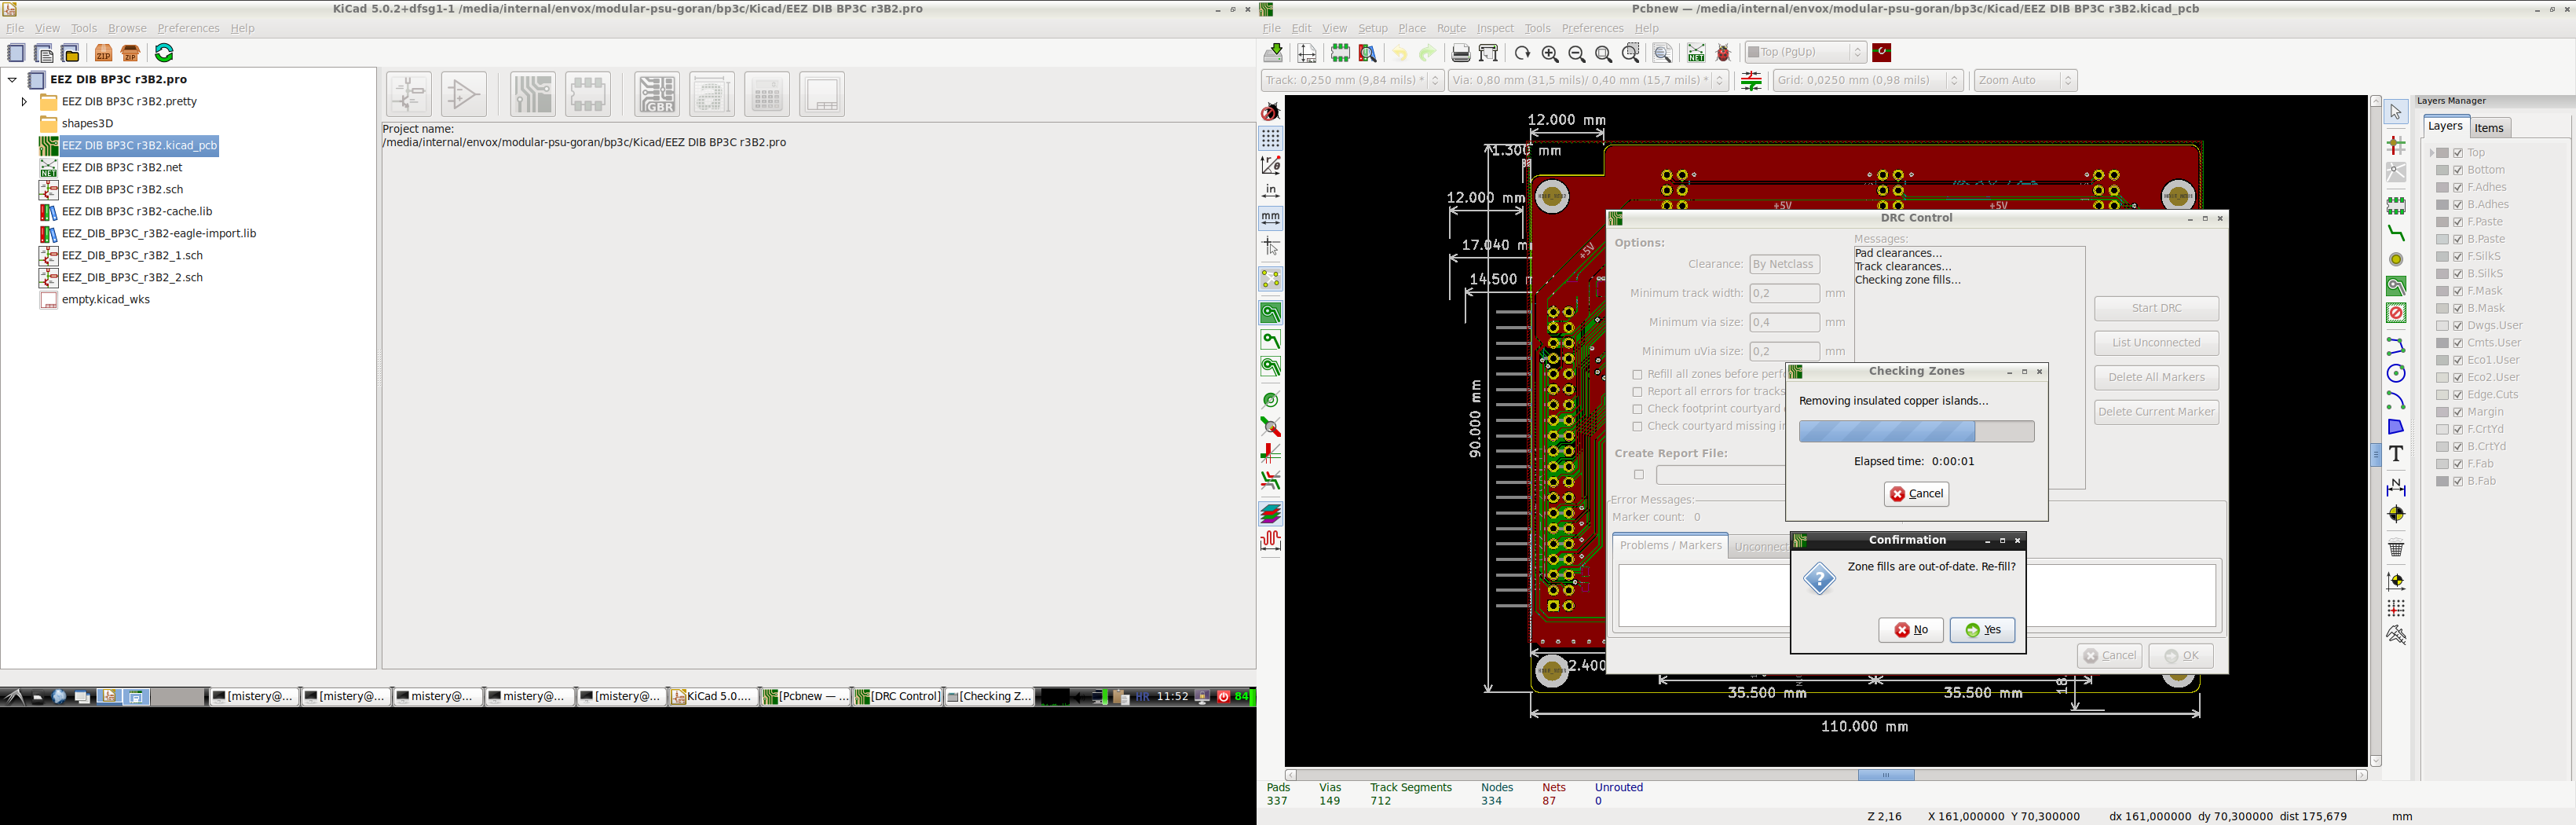 KiCad 5.0.2+dfsg1-1 /media/internal/envox/modular-psu-goran/bp3c/Kicad/EEZ DIB BP3C r3B2.pro
File View Tools Browse Preferences Help
EEZ DIB BP3C r3B2.pro
EEZ DIB BP3C r3B2.pretty
shapes3D
EEZ DIB BP3C r3B2.kicad_pcb
EEZ DIB BP3C r3B2.net
EEZ DIB BP3C r3B2.sch
EEZ DIB BP3C r3B2-cache.lib
EEZ_DIB_BP3C_r3B2-eagle-import.lib
EEZ_DIB_BP3C_r3B2_1.sch
EEZ_DIB_BP3C_r3B2_2.sch
empty.kicad_wks
ZIP ZIP
NET
GBR
Project name:
/media/internal/envox/modular-psu-goran/bp3c/Kicad/EEZ DIB BP3C r3B2.pro
[mistery@... [mistery@... mistery@... mistery@... [mistery@... KiCad 5.0.... [Pcbnew —... [DRC Control] [Checking Z... HR 11:52 84
Pcbnew — /media/internal/envox/modular-psu-goran/bp3c/Kicad/EEZ DIB BP3C r3B2.kicad_pcb
File Edit View Setup Place Route Inspect Tools Preferences Help
NET
Top (PgUp)
Track: 0,250 mm (9,84 mils) * Via: 0,80 mm (31,5 mils)/ 0,40 mm (15,7 mils) * Grid: 0,0250 mm (0,98 mils) Zoom Auto
in
mm
12.000 mm
1.300 mm
12.000 mm
17.040 m
14.500
90.000 mm
+5V
+5V
+5V
2.400
35.500 mm
35.500 mm
18.
110.000 mm
DRC Control
Options:
Clearance: By Netclass
Minimum track width: 0,2 mm
Minimum via size: 0,4 mm
Minimum uVia size: 0,2 mm
Refill all zones before perf
Report all errors for tracks
Check footprint courtyard
Check courtyard missing in
Create Report File:
Messages:
Pad clearances...
Track clearances...
Checking zone fills...
Start DRC
List Unconnected
Delete All Markers
Delete Current Marker
Error Messages:
Marker count: 0
Problems / Markers Unconnect
Cancel OK
Checking Zones
Removing insulated copper islands...
Elapsed time: 0:00:01
Cancel
Confirmation
Zone fills are out-of-date. Re-fill?
No Yes
Layers Manager
Layers Items
Top
Bottom
F.Adhes
B.Adhes
F.Paste
B.Paste
F.SilkS
B.SilkS
F.Mask
B.Mask
Dwgs.User
Cmts.User
Eco1.User
Eco2.User
Edge.Cuts
Margin
F.CrtYd
B.CrtYd
F.Fab
B.Fab
Pads Vias Track Segments Nodes Nets Unrouted
337 149 712 334 87 0
Z 2,16 X 161,000000 Y 70,300000 dx 161,000000 dy 70,300000 dist 175,679 mm